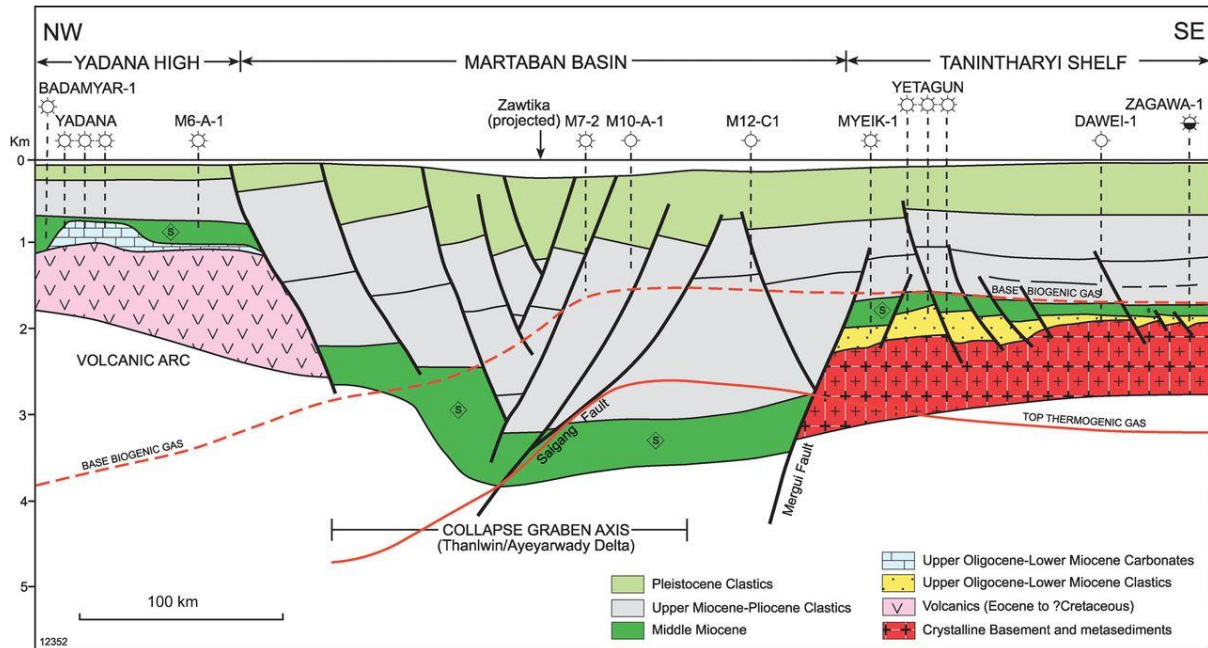 NW
SE
YADANA HIGH
MARTABAN BASIN
TANINTHARYI SHELF
BADAMYAR-1
YADANA
M6-A-1
Zawtika
(projected)
M7-2
M10-A-1
M12-C1
MYEIK-1
YETAGUN
DAWEI-1
ZAGAWA-1
Km
0
1
2
3
4
5
S
S
S
S
BASE BIOGENIC GAS
VOLCANIC ARC
BASE BIOGENIC GAS
TOP THERMOGENIC GAS
Salgang Fault
Mergui Fault
COLLAPSE GRABEN AXIS
(Thanlwin/Ayeyarwady Delta)
100 km
12352
Pleistocene Clastics
Upper Miocene-Pliocene Clastics
Middle Miocene
Upper Oligocene-Lower Miocene Carbonates
Upper Oligocene-Lower Miocene Clastics
Volcanics (Eocene to ?Cretaceous)
Crystalline Basement and metasediments